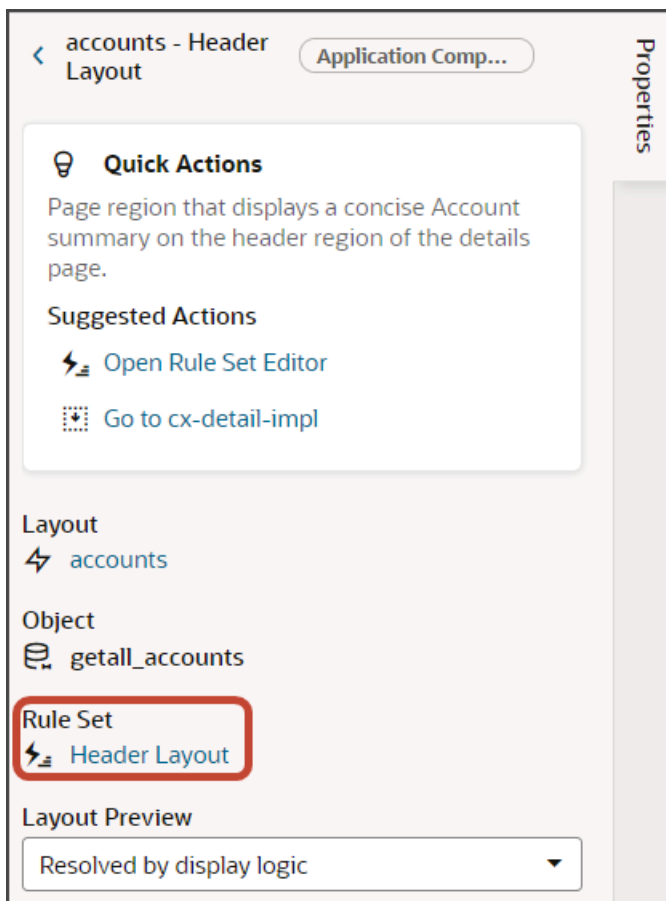 accounts - Header
Layout
Application Comp...
Properties
Quick Actions
Page region that displays a concise Account
summary on the header region of the details
page.
Suggested Actions
Open Rule Set Editor
Go to cx-detail-impl
Layout
accounts
Object
getall_accounts
Rule Set
Header Layout
Layout Preview
Resolved by display logic